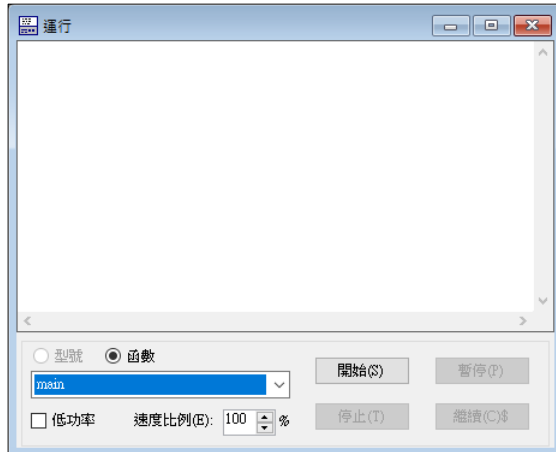 運行
型號 函數
main
開始(S) 暫停(P)
低功率 速度比例(E): 100 %
停止(T) 繼續(C)$